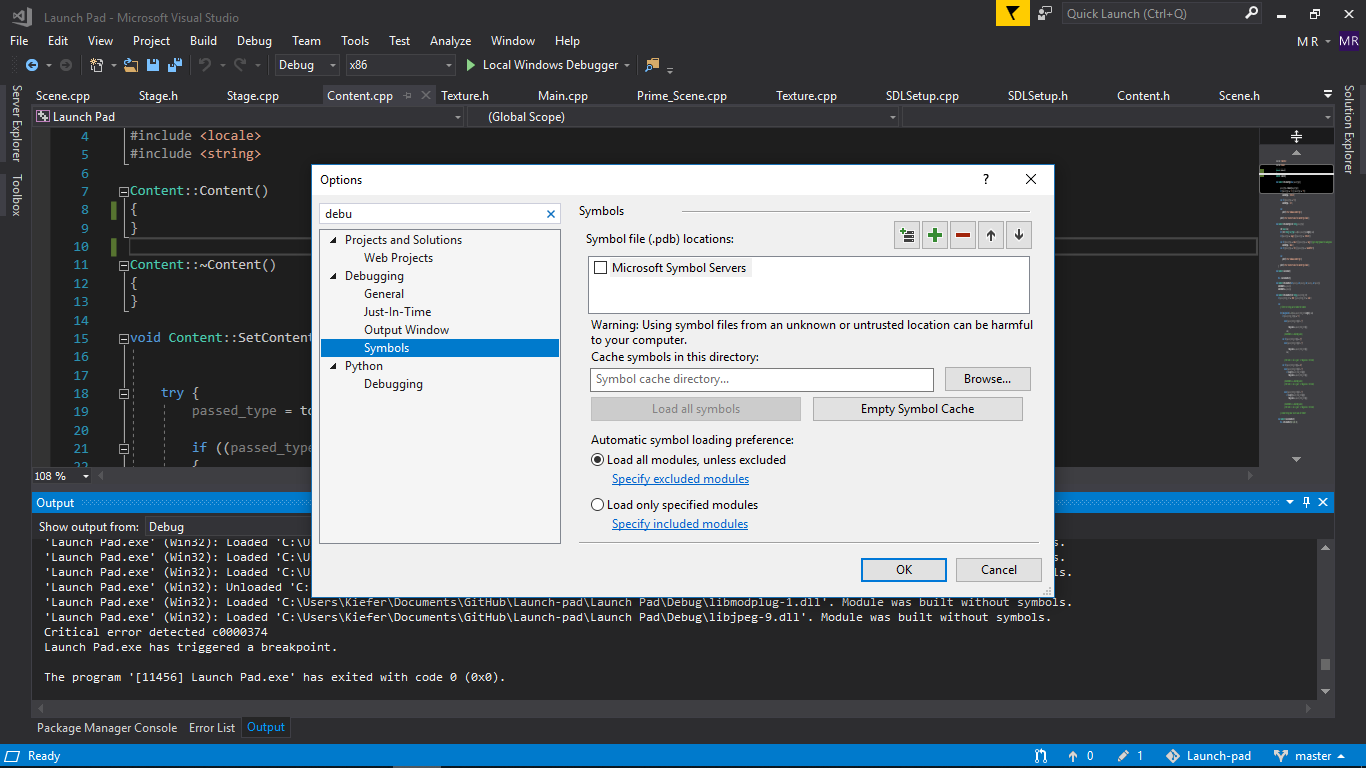 Launch Pad - Microsoft Visual Studio
Quick Launch (Ctrl+Q)
File Edit View Project Build Debug Team Tools Test Analyze Window Help
M R MR
Debug x86 Local Windows Debugger
Scene.cpp Stage.h Stage.cpp Content.cpp Texture.h Main.cpp Prime_Scene.cpp Texture.cpp SDLSetup.cpp SDLSetup.h Content.h Scene.h
Launch Pad (Global Scope)
Server Explorer
Toolbox
Solution Explorer
4 #include <locale>
5 #include <string>
6
7 Content::Content()
8 {
9 }
10
11 Content::~Content()
12 {
13 }
14
15 void Content::SetContent
16
17
18 try {
19 passed_type = to
20
21 if ((passed_type
22 {
108 %
Options
?
debu
Projects and Solutions
Web Projects
Debugging
General
Just-In-Time
Output Window
Symbols
Python
Debugging
Symbols
Symbol file (.pdb) locations:
Microsoft Symbol Servers
Warning: Using symbol files from an unknown or untrusted location can be harmful
to your computer.
Cache symbols in this directory:
Symbol cache directory...
Browse...
Load all symbols
Empty Symbol Cache
Automatic symbol loading preference:
Load all modules, unless excluded
Specify excluded modules
Load only specified modules
Specify included modules
OK
Cancel
Output
Show output from: Debug
'Launch Pad.exe' (Win32): Loaded 'C:\U s.
'Launch Pad.exe' (Win32): Loaded 'C:\U s.
'Launch Pad.exe' (Win32): Loaded 'C:\U ls.
'Launch Pad.exe' (Win32): Unloaded 'C:
'Launch Pad.exe' (Win32): Loaded 'C:\Users\Kiefer\Documents\GitHub\Launch-pad\Launch Pad\Debug\libmodplug-1.dll'. Module was built without symbols.
'Launch Pad.exe' (Win32): Loaded 'C:\Users\Kiefer\Documents\GitHub\Launch-pad\Launch Pad\Debug\libjpeg-9.dll'. Module was built without symbols.
Critical error detected c0000374
Launch Pad.exe has triggered a breakpoint.
The program '[11456] Launch Pad.exe' has exited with code 0 (0x0).
Package Manager Console Error List Output
Ready
0 1 Launch-pad master